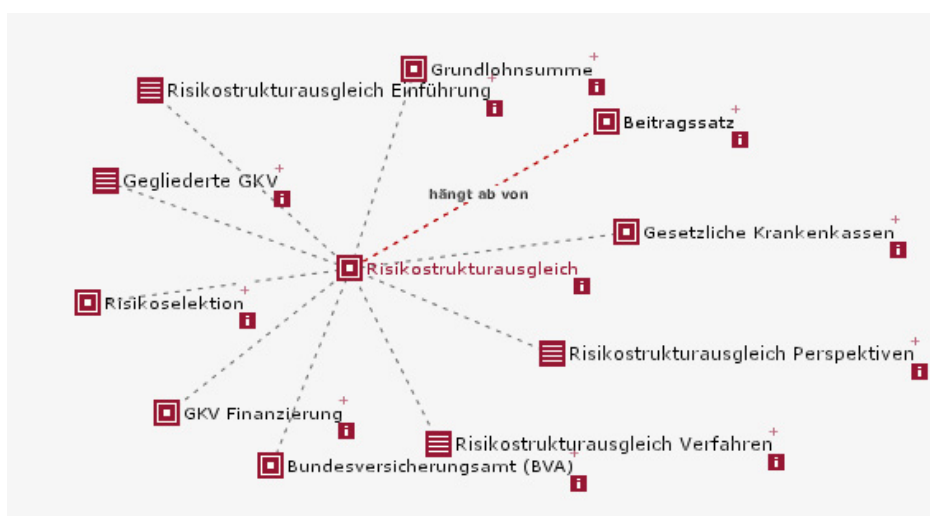 Grundlohnsumme
Risikostrukturausgleich Einführung
Beitragssatz
Gegliederte GKV
hängt ab von
Gesetzliche Krankenkassen
Risikostrukturausgleich
Risikoselektion
Risikostrukturausgleich Perspektiven
GKV Finanzierung
Risikostrukturausgleich Verfahren
Bundesversicherungsamt (BVA)